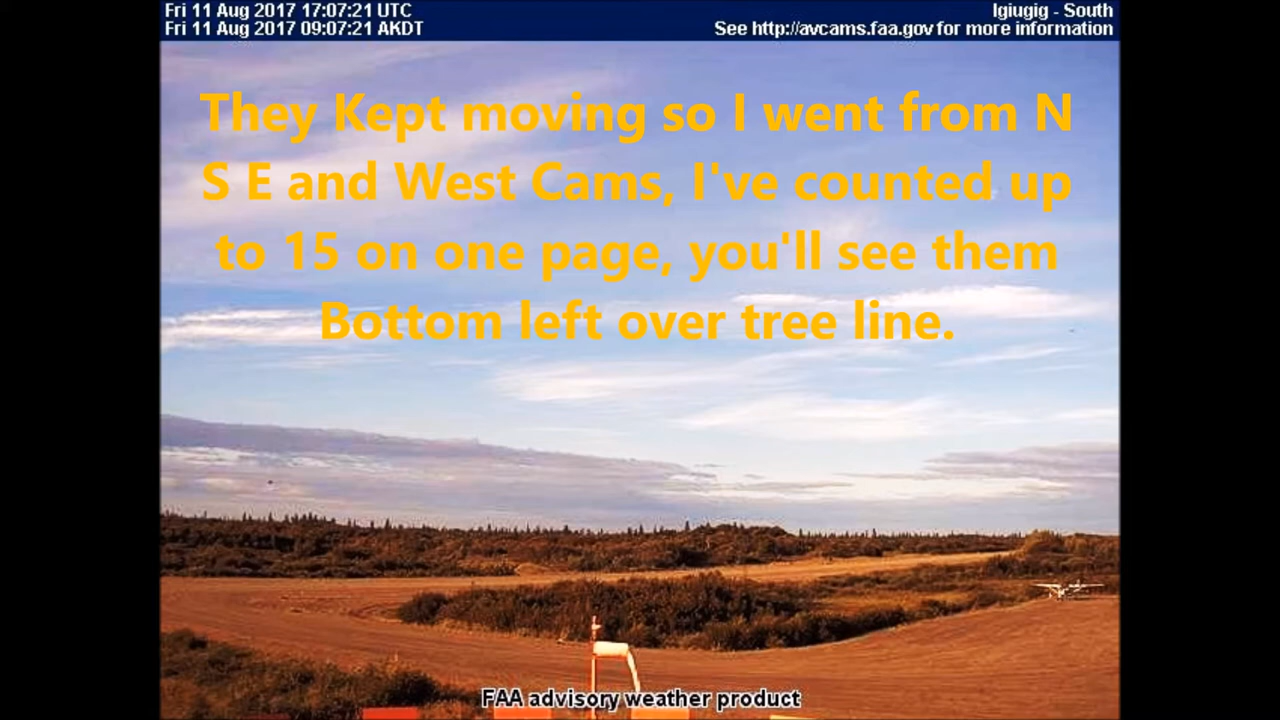 Fri 11 Aug 2017 17:07:21 UTC
Igiugig - South
Fri 11 Aug 2017 09:07:21 AKDT
See http://avcams.faa.gov for more information
They Kept moving so I went from N
S E and West Cams, I've counted up
to 15 on one page, you'll see them
Bottom left over tree line.
FAA advisory weather product